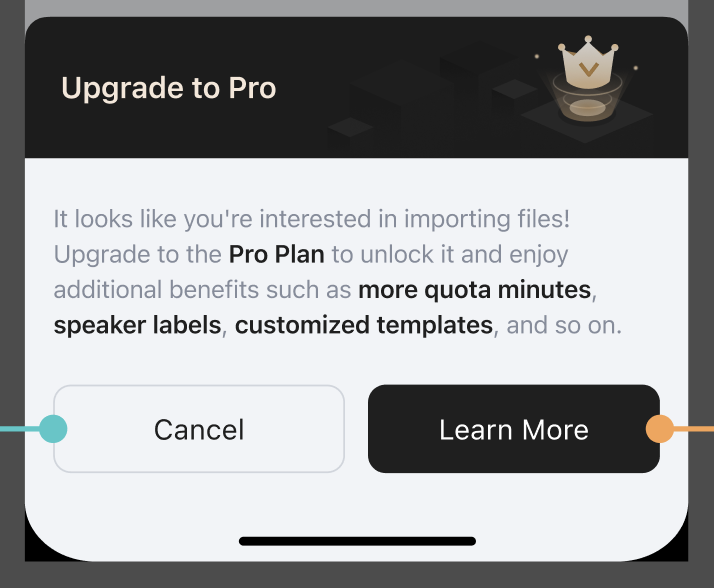 Upgrade to Pro
It looks like you're interested in importing files!
Upgrade to the Pro Plan to unlock it and enjoy
additional benefits such as more quota minutes,
speaker labels, customized templates, and so on.
Cancel
Learn More